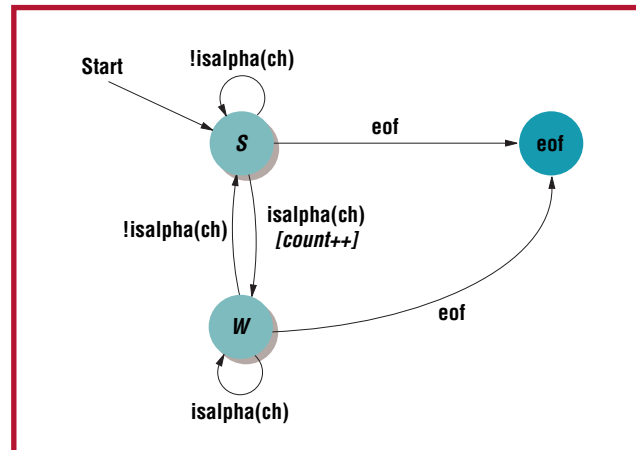 Start
!isalpha(ch)
S
eof
eof
!isalpha(ch)
isalpha(ch)
[count++]
W
eof
isalpha(ch)